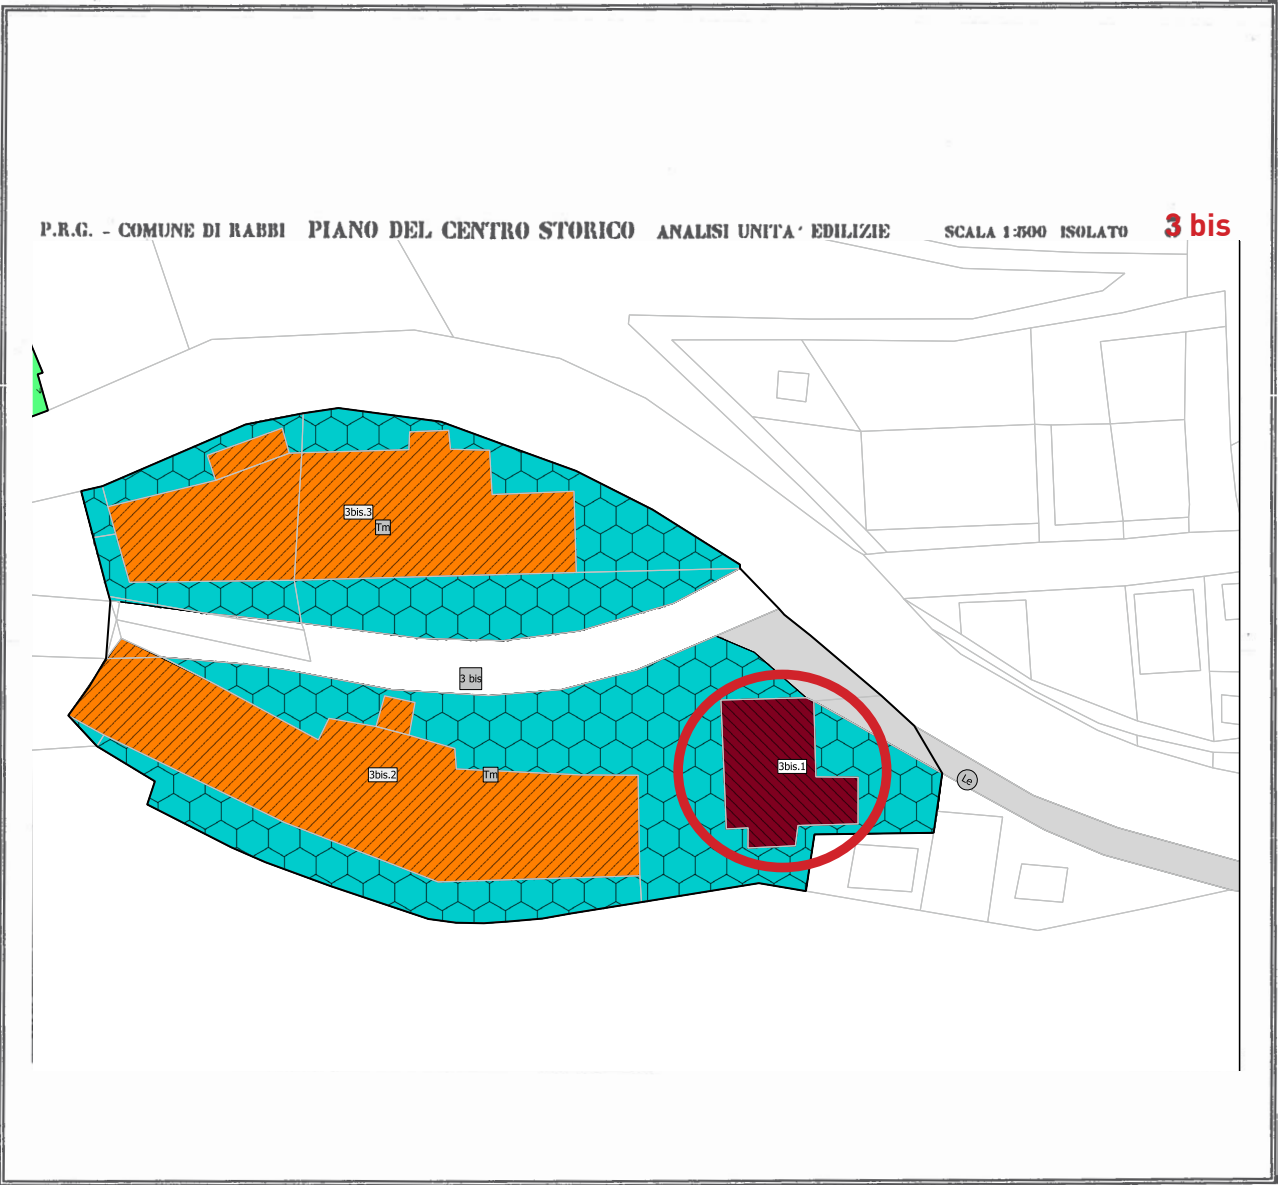 P.R.G. - COMUNE DI RABBI PIANO DEL CENTRO STORICO ANALISI UNITA' EDILIZIE SCALA 1:500 ISOLATO 3 bis
3bis.3
Tm
3 bis
3bis.2
Tm
3bis.1
Le